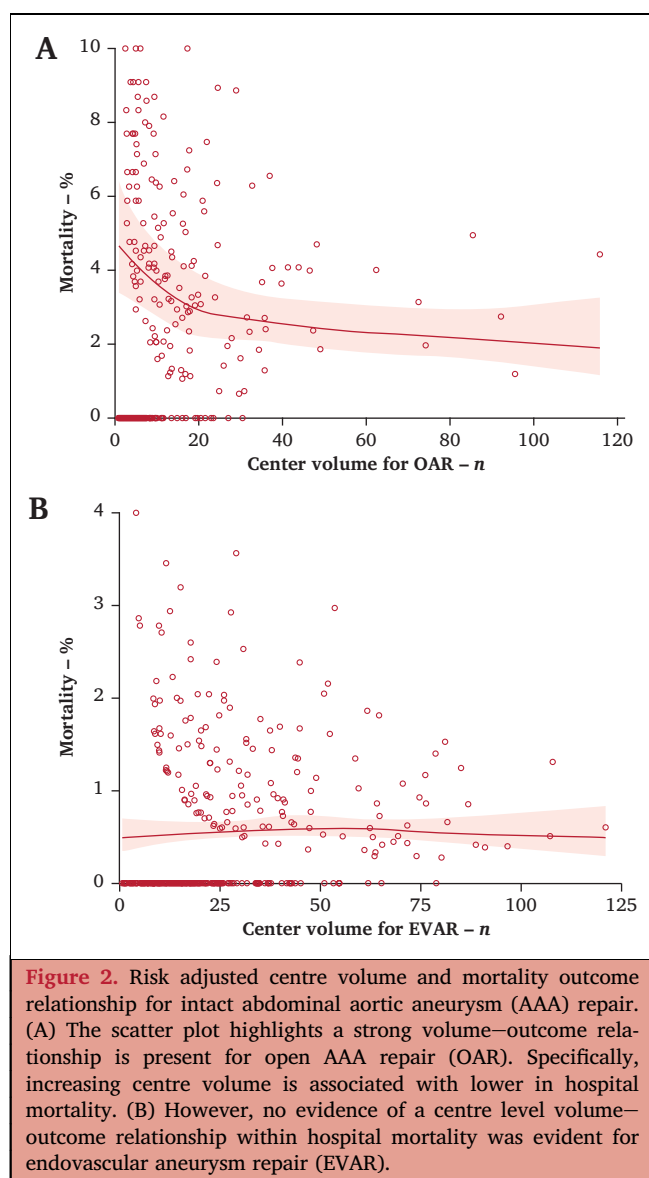 A
10
8
6
4
2
0
Mortality – %
0 20 40 60 80 100 120
Center volume for OAR – n
B
4
3
2
1
0
Mortality – %
0 25 50 75 100 125
Center volume for EVAR – n
Figure 2. Risk adjusted centre volume and mortality outcome
relationship for intact abdominal aortic aneurysm (AAA) repair.
(A) The scatter plot highlights a strong volume–outcome rela-
tionship is present for open AAA repair (OAR). Specifically,
increasing centre volume is associated with lower in hospital
mortality. (B) However, no evidence of a centre level volume–
outcome relationship within hospital mortality was evident for
endovascular aneurysm repair (EVAR).